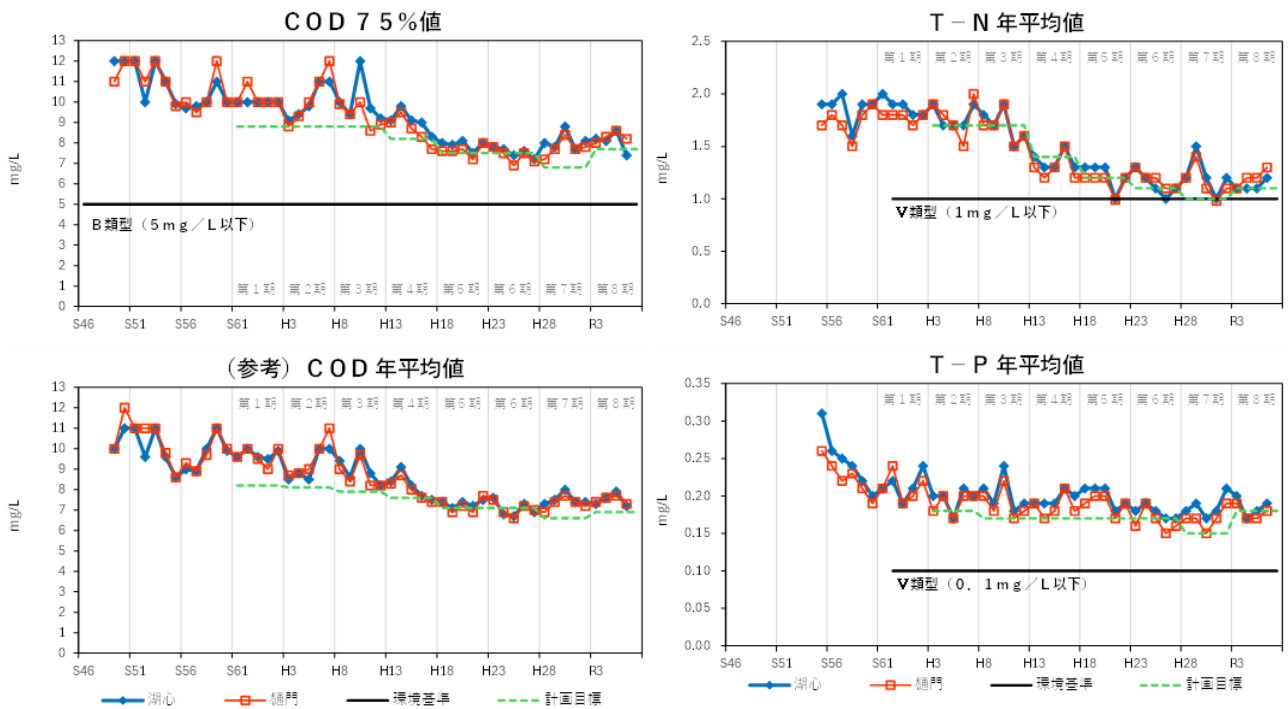 ＣＯＤ ７５％値
13
12
11
10
9
8
7
6
5
4
3
2
1
0
mg/L
Ｂ類型（５ｍｇ／Ｌ以下）
第１期 第２期 第３期 第４期 第５期 第６期 第７期 第８期
S46 S51 S56 S61 H3 H8 H13 H18 H23 H28 R3
Ｔ－Ｎ 年平均値
2.5
2.0
1.5
1.0
0.5
0.0
mg/L
第１期 第２期 第３期 第４期 第５期 第６期 第７期 第８期
Ⅴ類型（１ｍｇ／Ｌ以下）
S46 S51 S56 S61 H3 H8 H13 H18 H23 H28 R3
（参考）ＣＯＤ 年平均値
13
12
11
10
9
8
7
6
5
4
3
2
1
0
mg/L
第１期 第２期 第３期 第４期 第５期 第６期 第７期 第８期
S46 S51 S56 S61 H3 H8 H13 H18 H23 H28 R3
湖心 樋門 環境基準 計画目標
Ｔ－Ｐ 年平均値
0.35
0.30
0.25
0.20
0.15
0.10
0.05
0.00
mg/L
第１期 第２期 第３期 第４期 第５期 第６期 第７期 第８期
Ⅴ類型（０．１ｍｇ／Ｌ以下）
S46 S51 S56 S61 H3 H8 H13 H18 H23 H28 R3
湖心 樋門 環境基準 計画目標